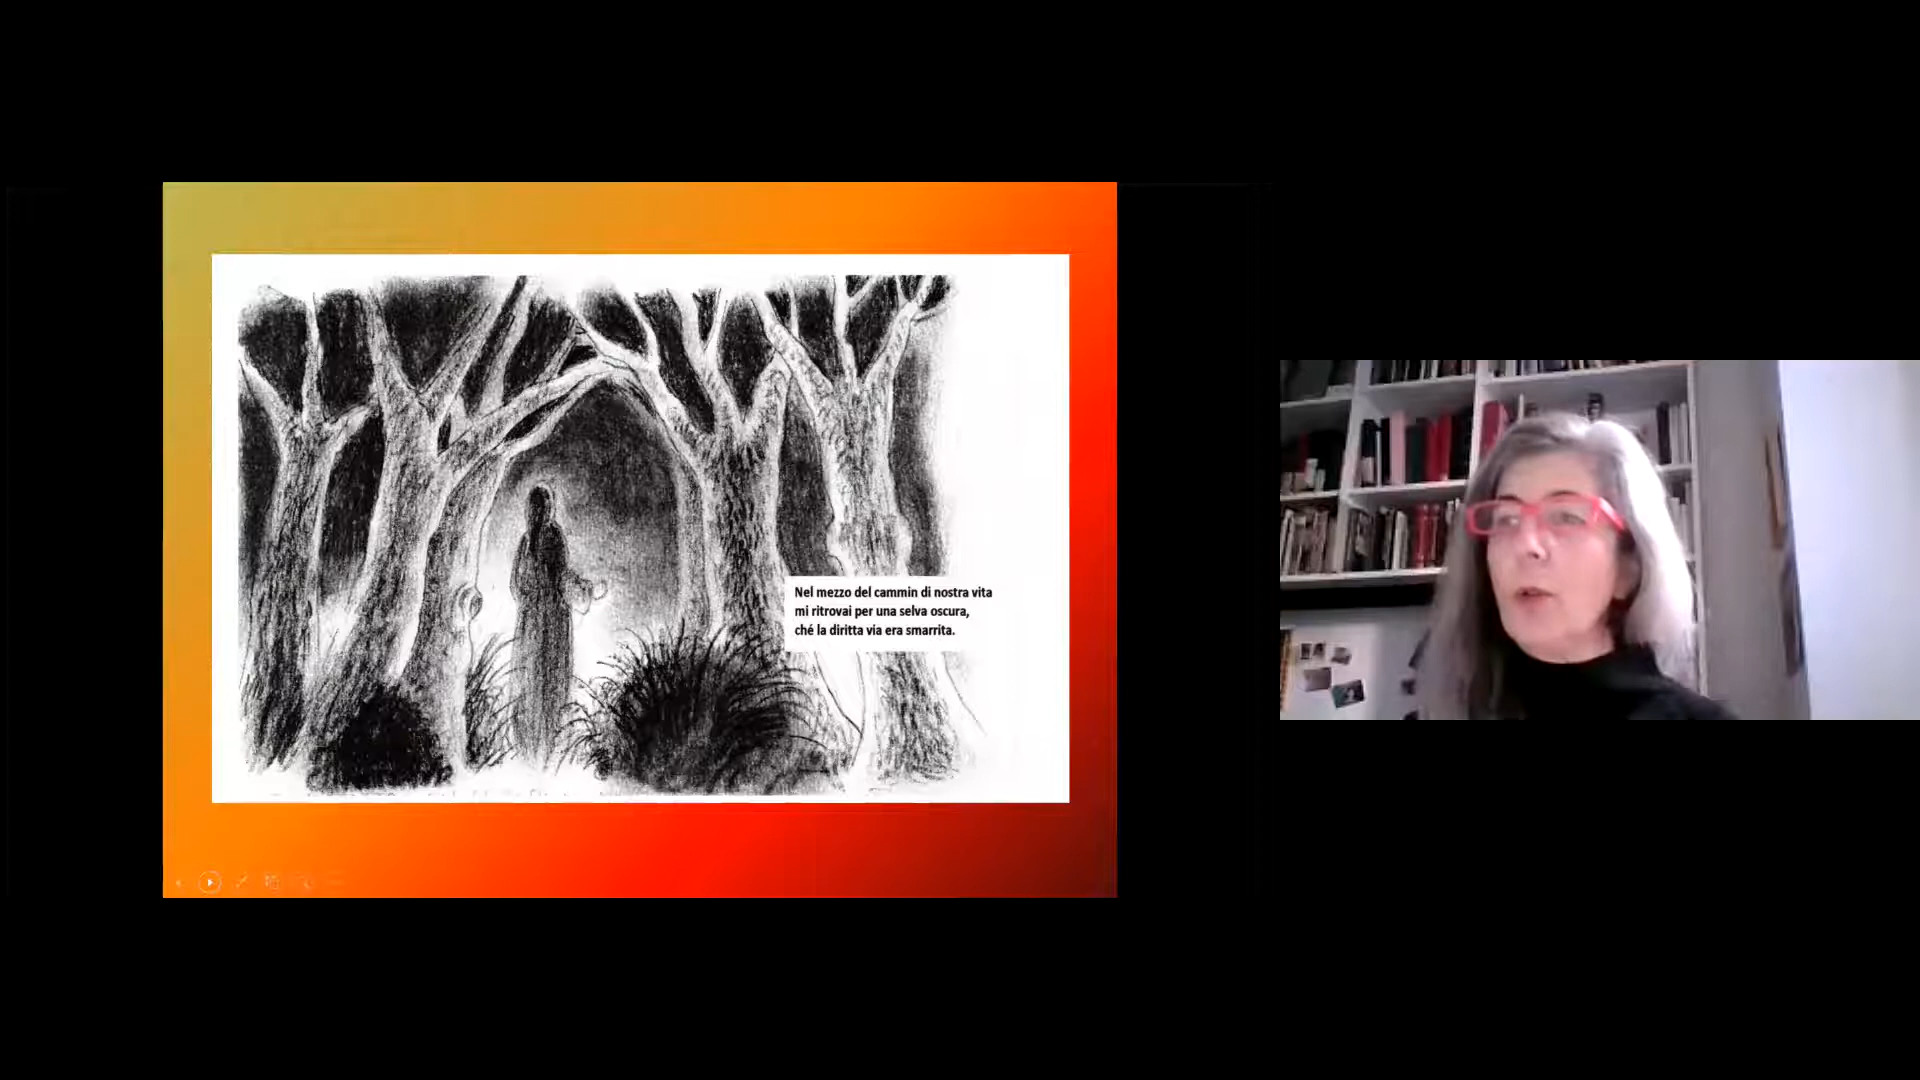 Nel mezzo del cammin di nostra vita
mi ritrovai per una selva oscura,
ché la diritta via era smarrita.